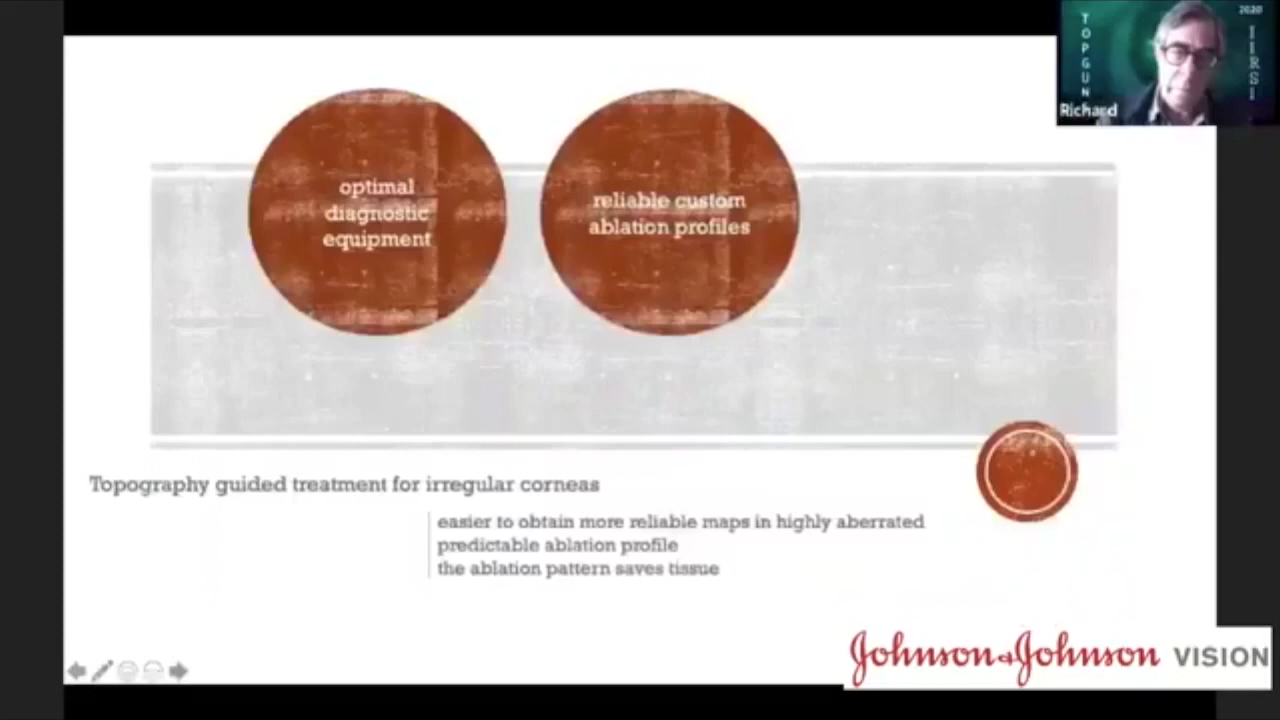 TOPGUN
2020
IIRSI
Richard
optimal
diagnostic
equipment
reliable custom
ablation profiles
Topography guided treatment for irregular corneas
easier to obtain more reliable maps in highly aberrated
predictable ablation profile
the ablation pattern saves tissue
Johnson & Johnson VISION